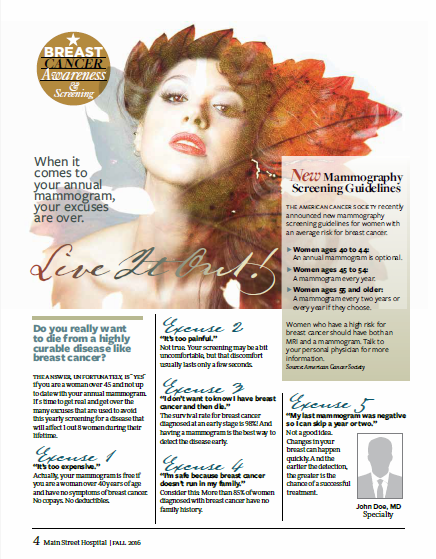 BREAST
CANCER
Awareness
&
Screening
When it
comes to
your annual
mammogram,
your excuses
are over.
Live It Out!
New Mammography
Screening Guidelines
THE AMERICAN CANCER SOCIETY recently
announced new mammography
screening guidelines for women with
an average risk for breast cancer.
Women ages 40 to 44:
An annual mammogram is optional.
Women ages 45 to 54:
A mammogram every year.
Women ages 55 and older:
A mammogram every two years or
every year if they choose.
Women who have a high risk for
breast cancer should have both an
MRI and a mammogram. Talk to
your personal physician for more
information.
Source: American Cancer Society
Do you really want
to die from a highly
curable disease like
breast cancer?
THE ANSWER, UNFORTUNATELY, IS "YES"
if you are a woman over 45 and not up
to date with your annual mammogram.
It's time to get real and get over the
many excuses that are used to avoid
this yearly screening for a disease that
will affect 1 out 8 women during their
lifetime.
Excuse 1
"It's too expensive."
Actually, your mammogram is free if
you are a woman over 40 years of age
and have no symptoms of breast cancer.
No copays. No deductibles.
Excuse 2
"It's too painful."
Not true. Your screening may be a bit
uncomfortable, but that discomfort
usually lasts only a few seconds.
Excuse 3
"I don't want to know I have breast
cancer and then die."
The survival rate for breast cancer
diagnosed at an early stage is 98%! And
having a mammogram is the best way to
detect the disease early.
Excuse 4
"I'm safe because breast cancer
doesn't run in my family."
Consider this: More than 85% of women
diagnosed with breast cancer have no
family history.
Excuse 5
"My last mammogram was negative
so I can skip a year or two."
Not a good idea.
Changes in your
breast can happen
quickly. And the
earlier the detection,
the greater is the
chance of a successful
treatment.
John Doe, MD
Specialty
4 Main Street Hospital | FALL 2016